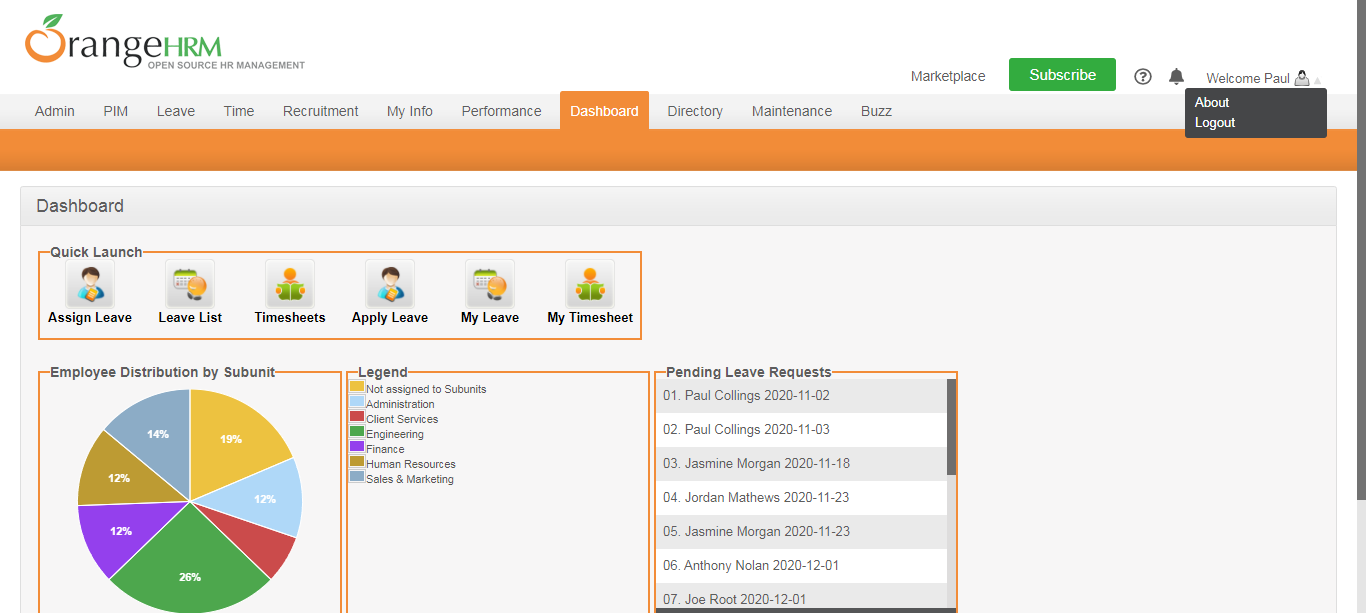 OrangeHRM
OPEN SOURCE HR MANAGEMENT
Marketplace
Subscribe
?
Welcome Paul
About
Logout
Admin
PIM
Leave
Time
Recruitment
My Info
Performance
Dashboard
Directory
Maintenance
Buzz
Dashboard
Quick Launch
Assign Leave
Leave List
Timesheets
Apply Leave
My Leave
My Timesheet
Employee Distribution by Subunit
19%
12%
26%
12%
12%
14%
Legend
Not assigned to Subunits
Administration
Client Services
Engineering
Finance
Human Resources
Sales & Marketing
Pending Leave Requests
01. Paul Collings 2020-11-02
02. Paul Collings 2020-11-03
03. Jasmine Morgan 2020-11-18
04. Jordan Mathews 2020-11-23
05. Jasmine Morgan 2020-11-23
06. Anthony Nolan 2020-12-01
07. Joe Root 2020-12-01